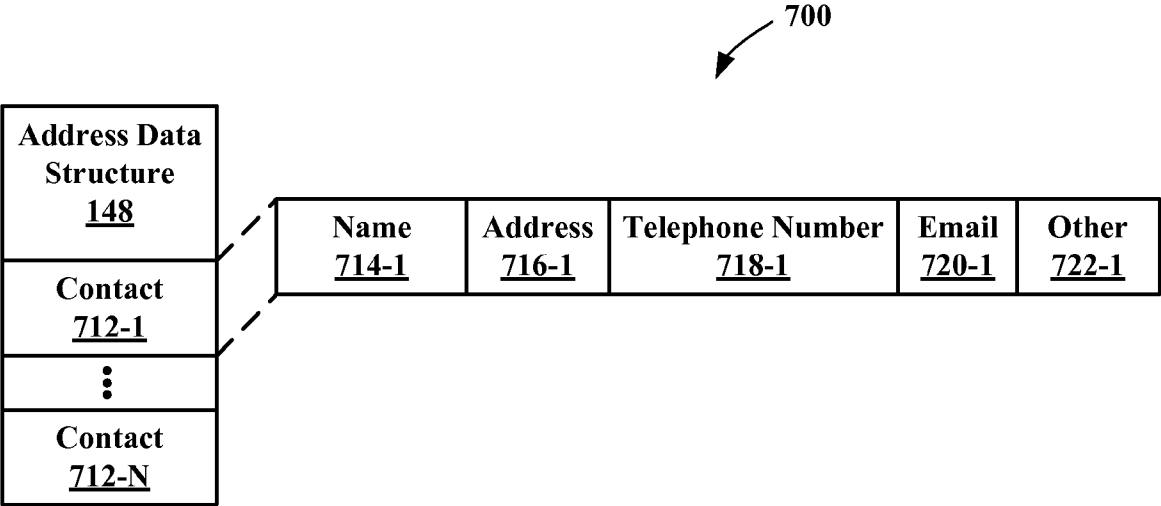 700
Address Data
Structure
148
Contact
712-1
Contact
712-N
Name
714-1
Address
716-1
Telephone Number
718-1
Email
720-1
Other
722-1